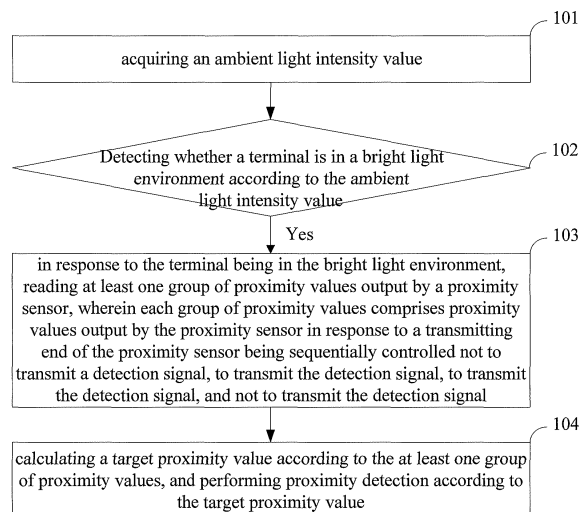 101
acquiring an ambient light intensity value
102
Detecting whether a terminal is in a bright light
environment according to the ambient
light intensity value
Yes
103
in response to the terminal being in the bright light environment,
reading at least one group of proximity values output by a proximity
sensor, wherein each group of proximity values comprises proximity
values output by the proximity sensor in response to a transmitting
end of the proximity sensor being sequentially controlled not to
transmit a detection signal, to transmit the detection signal, to transmit
the detection signal, and not to transmit the detection signal
104
calculating a target proximity value according to the at least one group
of proximity values, and performing proximity detection according to
the target proximity value